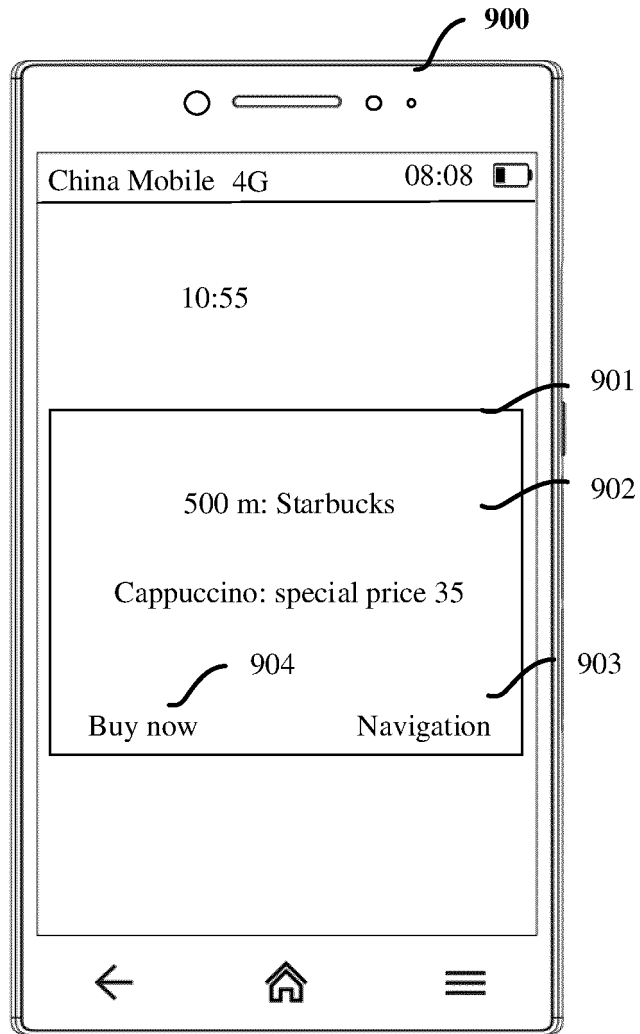 900
China Mobile 4G 08:08
10:55
901
500 m: Starbucks
902
Cappuccino: special price 35
904
903
Buy now Navigation